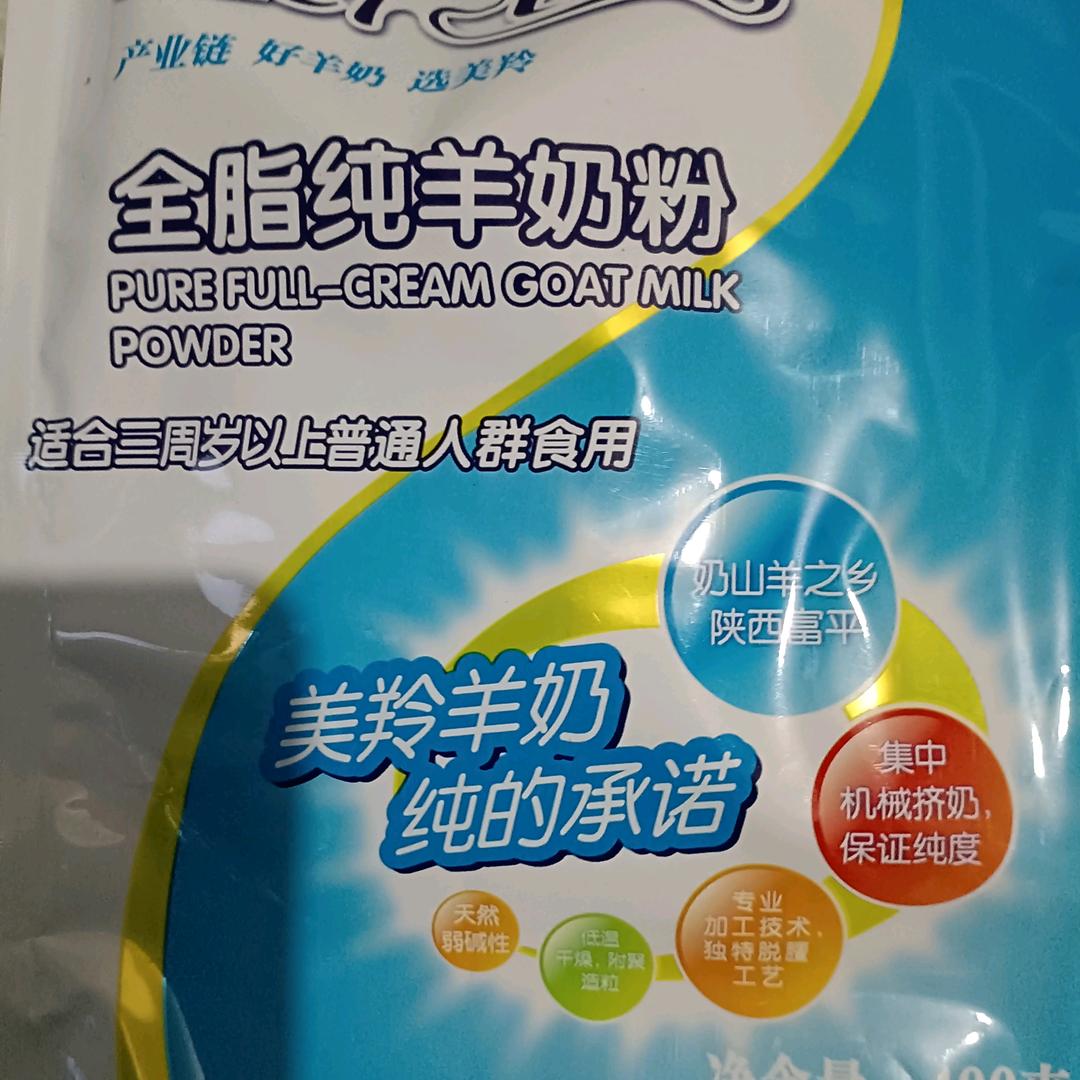 产业链 好羊奶 选美羚
全脂纯羊奶粉
PURE FULL-CREAM GOAT MILK
POWDER
适合三周岁以上普通人群食用
奶山羊之乡
陕西富平
美羚羊奶
纯的承诺
集中
机械挤奶,
保证纯度
专业
加工技术,
独特脱膻
工艺
低温
干燥,附聚
造粒
天然
弱碱性
净含量